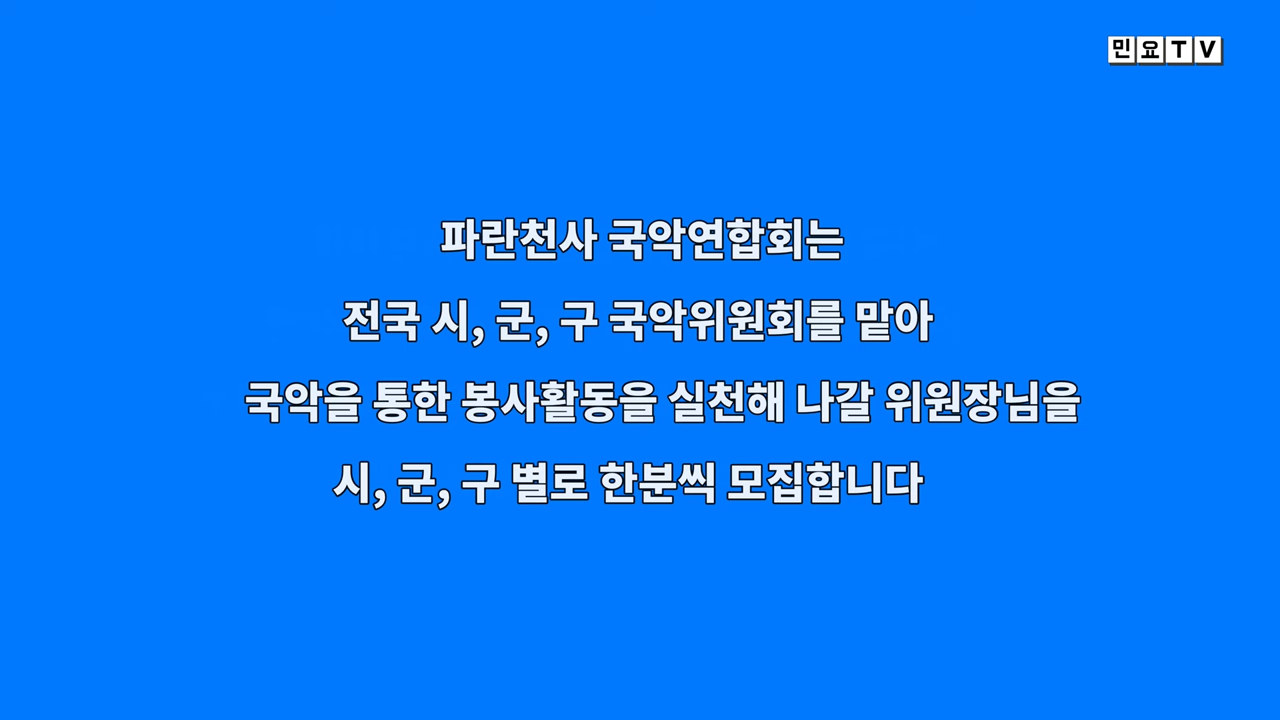 민요TV
파란천사 국악연합회는
전국 시, 군, 구 국악위원회를 맡아
국악을 통한 봉사활동을 실천해 나갈 위원장님을
시, 군, 구 별로 한분씩 모집합니다